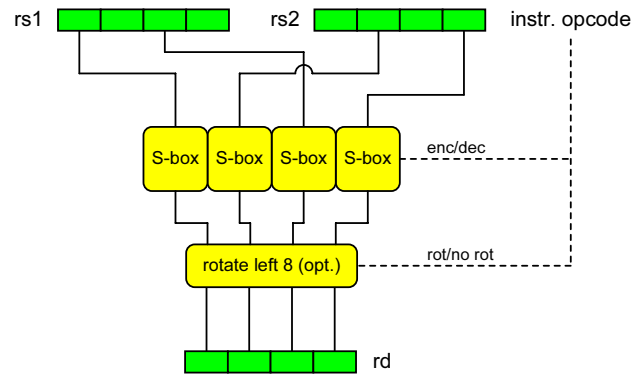 rs1 rs2 instr. opcode
S-box S-box S-box S-box
enc/dec
rot/no rot
rotate left 8 (opt.)
rd